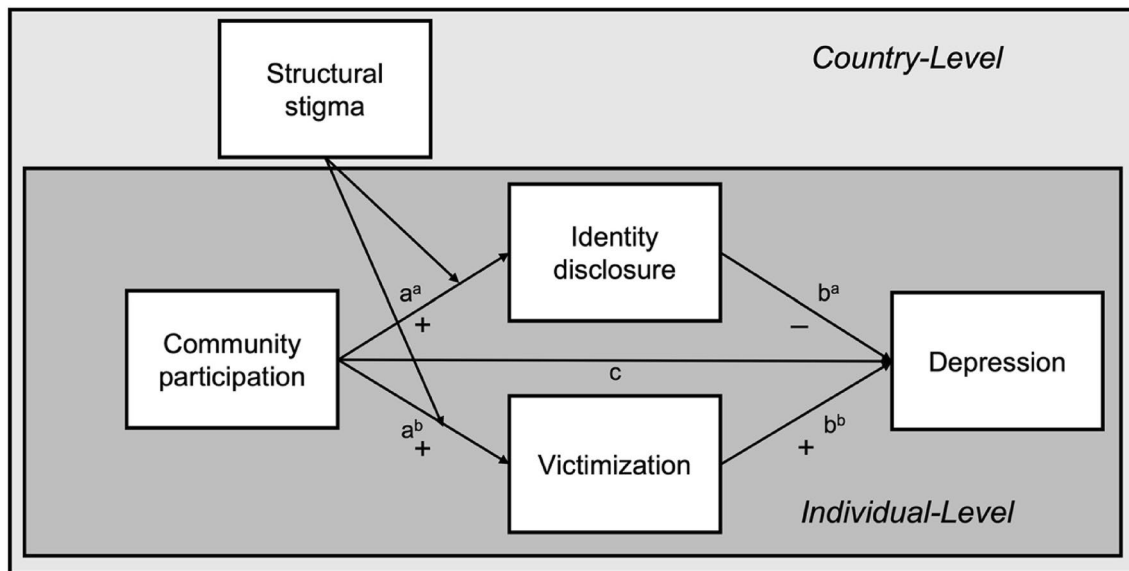 Country-Level
Structural
stigma
Identity
disclosure
aᵃ
+
bᵃ
–
Community
participation
c
Depression
aᵇ
+
Victimization
bᵇ
+
Individual-Level